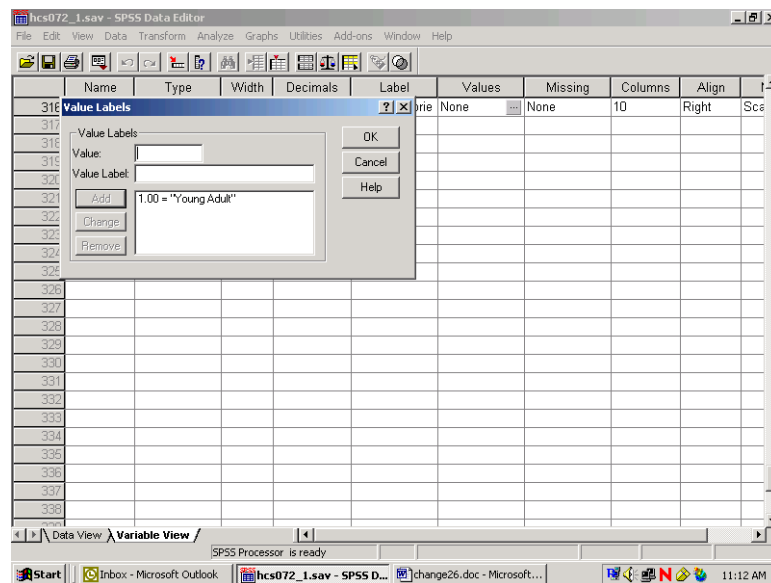 hcs072_1.sav - SPSS Data Editor
File Edit View Data Transform Analyze Graphs Utilities Add-ons Window Help
Name Type Width Decimals Label Values Missing Columns Align
316 None None 10 Right Sca
Value Labels
Value Labels
Value:
Value Label:
Add
Change
Remove
1.00 = "Young Adult"
OK
Cancel
Help
317
318
319
320
321
322
323
324
325
326
327
328
329
330
331
332
333
334
335
336
337
338
Data View Variable View
SPSS Processor is ready
Start Inbox - Microsoft Outlook hcs072_1.sav - SPSS D... change26.doc - Microsoft... 11:12 AM